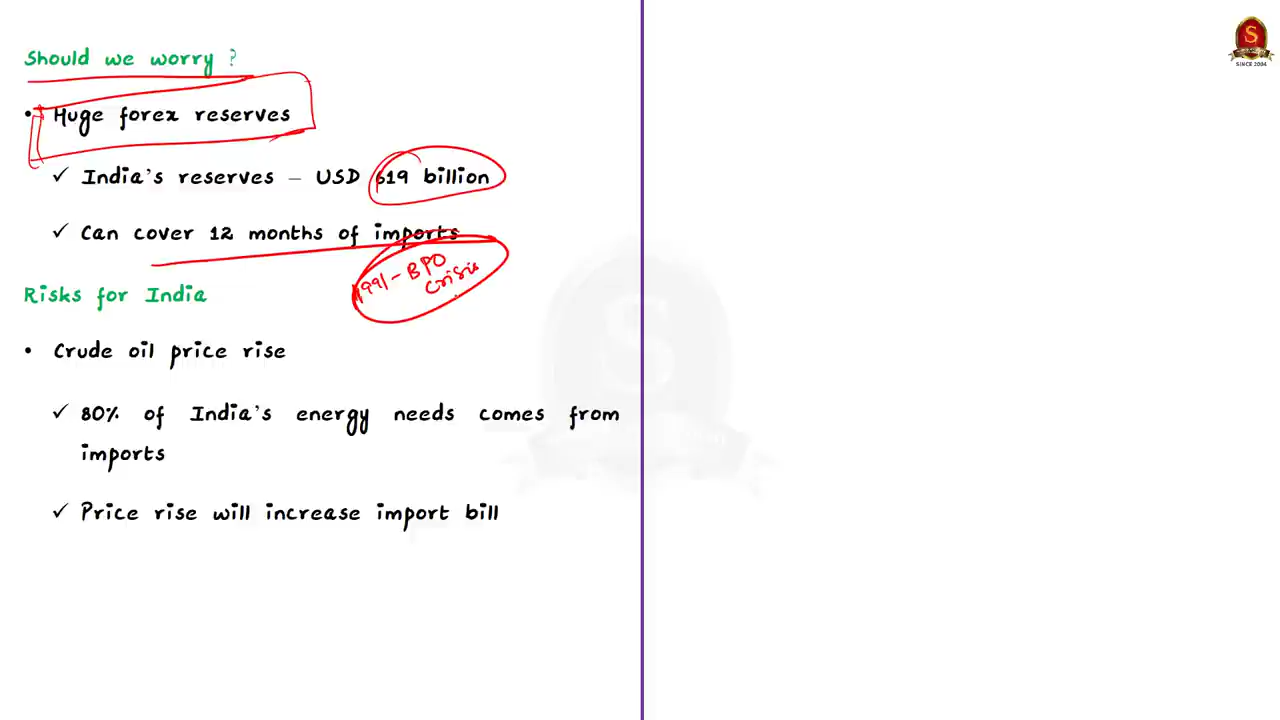 Should we worry ?
• Huge forex reserves
✓ India's reserves – USD 619 billion
✓ Can cover 12 months of imports
1991 - BPO
crisis
Risks for India
• Crude oil price rise
✓ 80% of India's energy needs comes from
imports
✓ Price rise will increase import bill
S
SINCE 2004